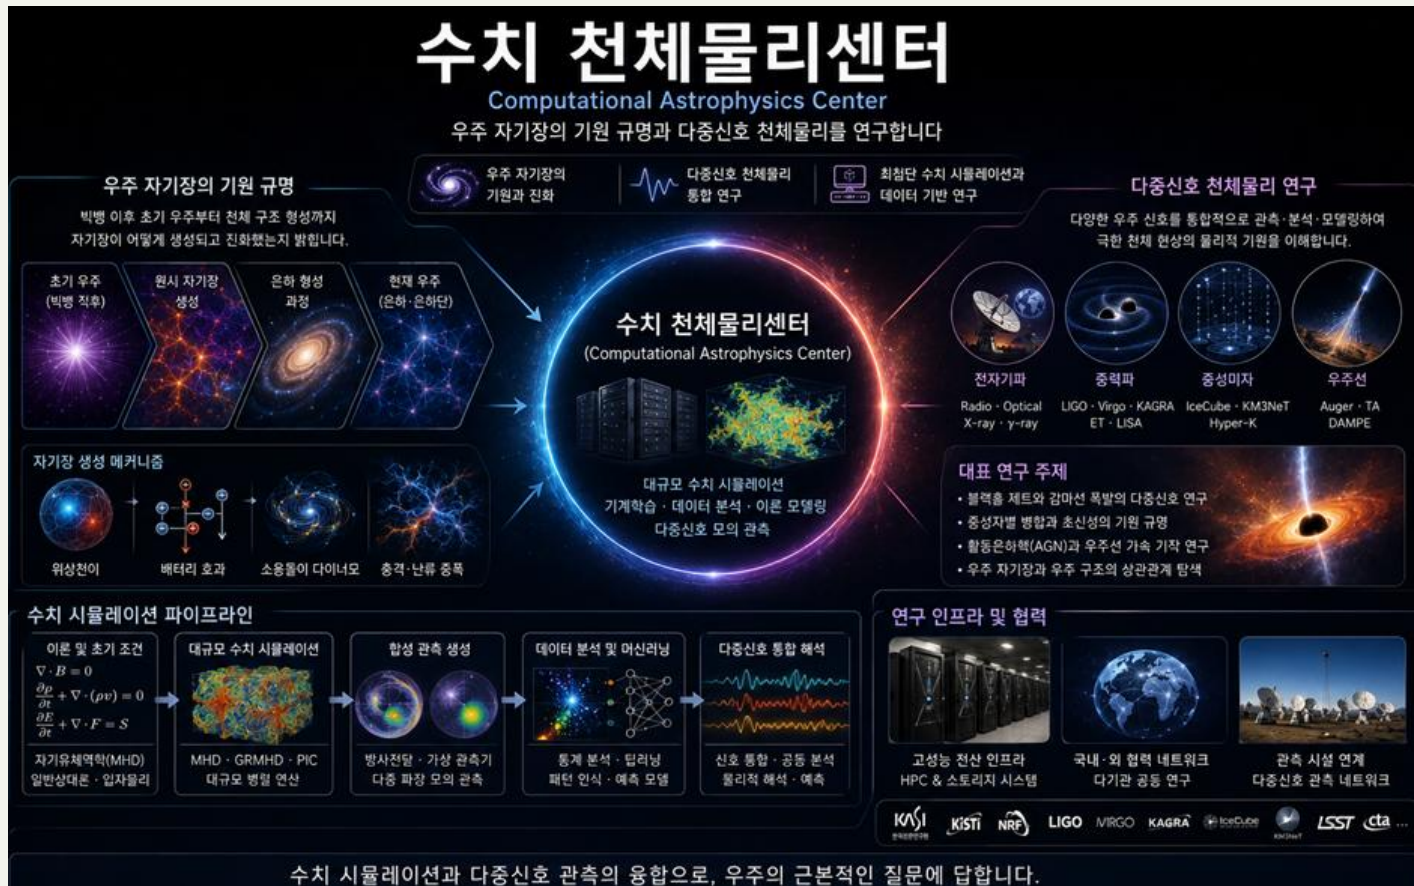 수치 천체물리센터
Computational Astrophysics Center
우주 자기장의 기원 규명과 다중신호 천체물리를 연구합니다
우주 자기장의
기원과 진화
다중신호 천체물리
통합 연구
최첨단 수치 시뮬레이션과
데이터 기반 연구
우주 자기장의 기원 규명
빅뱅 이후 초기 우주부터 천체 구조 형성까지
자기장이 어떻게 생성되고 진화했는지 밝힙니다.
초기 우주
(빅뱅 직후)
원시 자기장
생성
은하 형성
과정
현재 우주
(은하·은하단)
자기장 생성 메커니즘
위상천이
배터리 효과
소용돌이 다이너모
충격·난류 증폭
수치 천체물리센터
(Computational Astrophysics Center)
대규모 수치 시뮬레이션
기계학습 · 데이터 분석 · 이론 모델링
다중신호 모의 관측
다중신호 천체물리 연구
다양한 우주 신호를 통합적으로 관측·분석·모델링하여
극한 천체 현상의 물리적 기원을 이해합니다.
전자기파
Radio · Optical
X-ray · γ-ray
중력파
LIGO · Virgo · KAGRA
ET · LISA
중성미자
IceCube · KM3NeT
Hyper-K
우주선
Auger · TA
DAMPE
대표 연구 주제
• 블랙홀 제트와 감마선 폭발의 다중신호 연구
• 중성자별 병합과 초신성의 기원 규명
• 활동은하핵(AGN)과 우주선 가속 기작 연구
• 우주 자기장과 우주 구조의 상관관계 탐색
수치 시뮬레이션 파이프라인
이론 및 초기 조건
∇ · B = 0
∂ρ/∂t + ∇ · (ρv) = 0
∂E/∂t + ∇ · F = S
자기유체역학(MHD)
일반상대론 · 입자물리
대규모 수치 시뮬레이션
MHD · GRMHD · PIC
대규모 병렬 연산
합성 관측 생성
방사전달 · 가상 관측기
다중 파장 모의 관측
데이터 분석 및 머신러닝
통계 분석 · 딥러닝
패턴 인식 · 예측 모델
다중신호 통합 해석
신호 통합 · 공동 분석
물리적 해석 · 예측
연구 인프라 및 협력
고성능 전산 인프라
HPC & 스토리지 시스템
국내·외 협력 네트워크
다기관 공동 연구
관측 시설 연계
다중신호 관측 네트워크
KASI
KiSTi
NRF
LIGO
VIRGO
KAGRA
IceCube
KM3NeT
LSST
cta ...
수치 시뮬레이션과 다중신호 관측의 융합으로, 우주의 근본적인 질문에 답합니다.